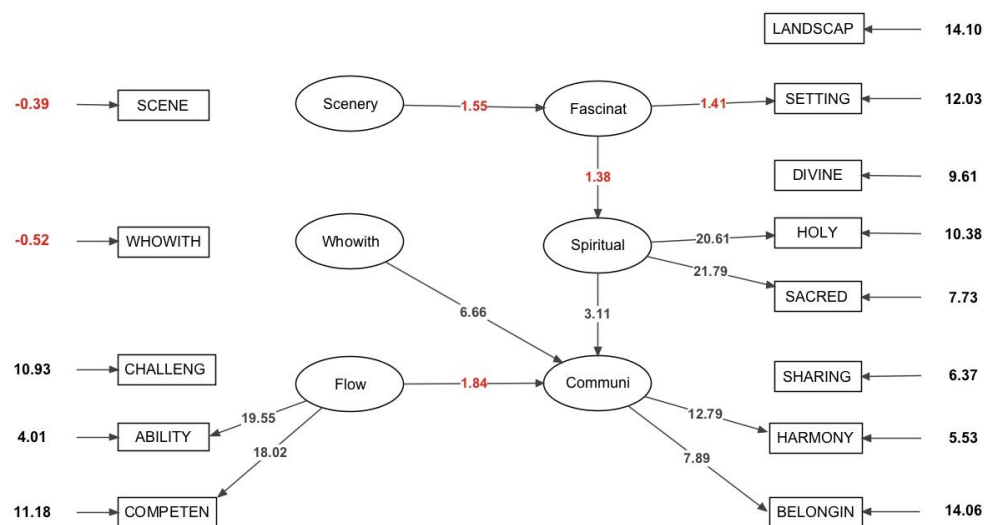 LANDSCAP 14.10
-0.39 SCENE Scenery 1.55 Fascinat 1.41 SETTING 12.03
1.38
DIVINE 9.61
-0.52 WHOWITH Whowith Spiritual 20.61 HOLY 10.38
21.79
SACRED 7.73
6.66 3.11
10.93 CHALLENG Flow 1.84 Communi SHARING 6.37
19.55 12.79
4.01 ABILITY HARMONY 5.53
18.02 7.89
11.18 COMPETEN BELONGIN 14.06